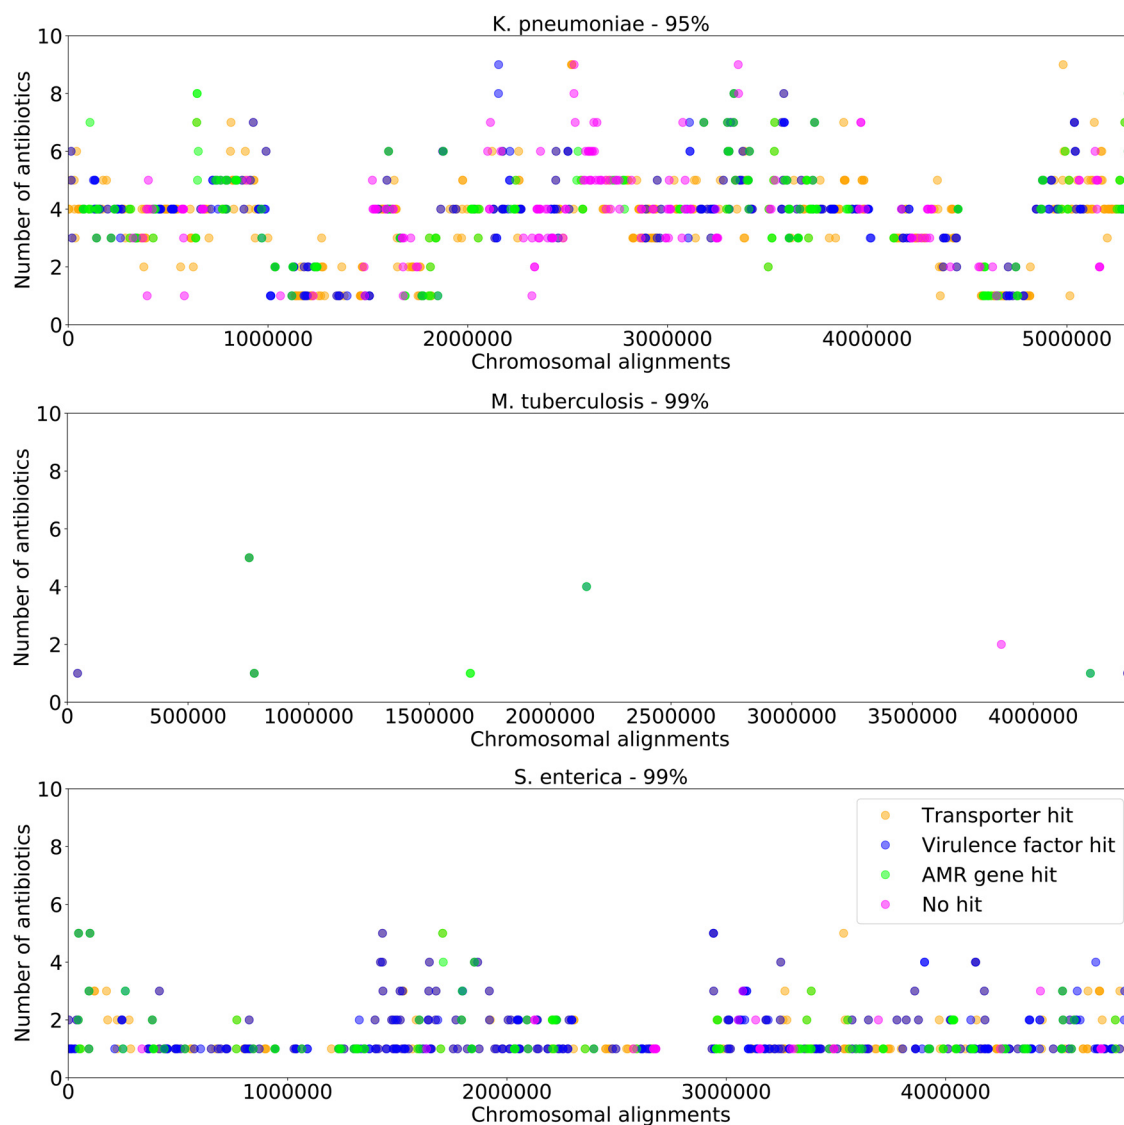 K. pneumoniae - 95%
10
8
6
4
2
0
Number of antibiotics
0 1000000 2000000 3000000 4000000 5000000
Chromosomal alignments
M. tuberculosis - 99%
10
8
6
4
2
0
Number of antibiotics
0 500000 1000000 1500000 2000000 2500000 3000000 3500000 4000000
Chromosomal alignments
S. enterica - 99%
10
8
6
4
2
0
Number of antibiotics
Transporter hit
Virulence factor hit
AMR gene hit
No hit
0 1000000 2000000 3000000 4000000
Chromosomal alignments